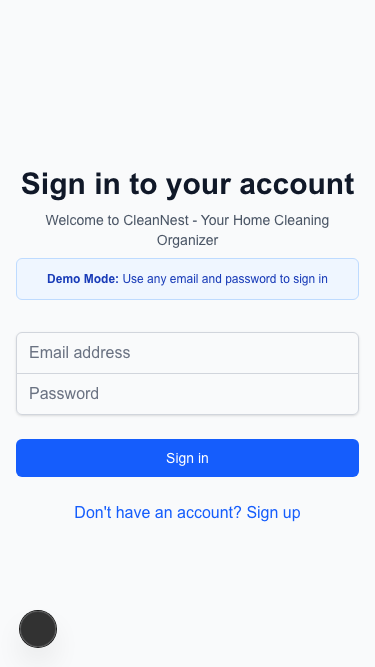 Sign in to your account
Welcome to CleanNest - Your Home Cleaning
Organizer
Demo Mode: Use any email and password to sign in
Email address
Password
Sign in
Don't have an account? Sign up